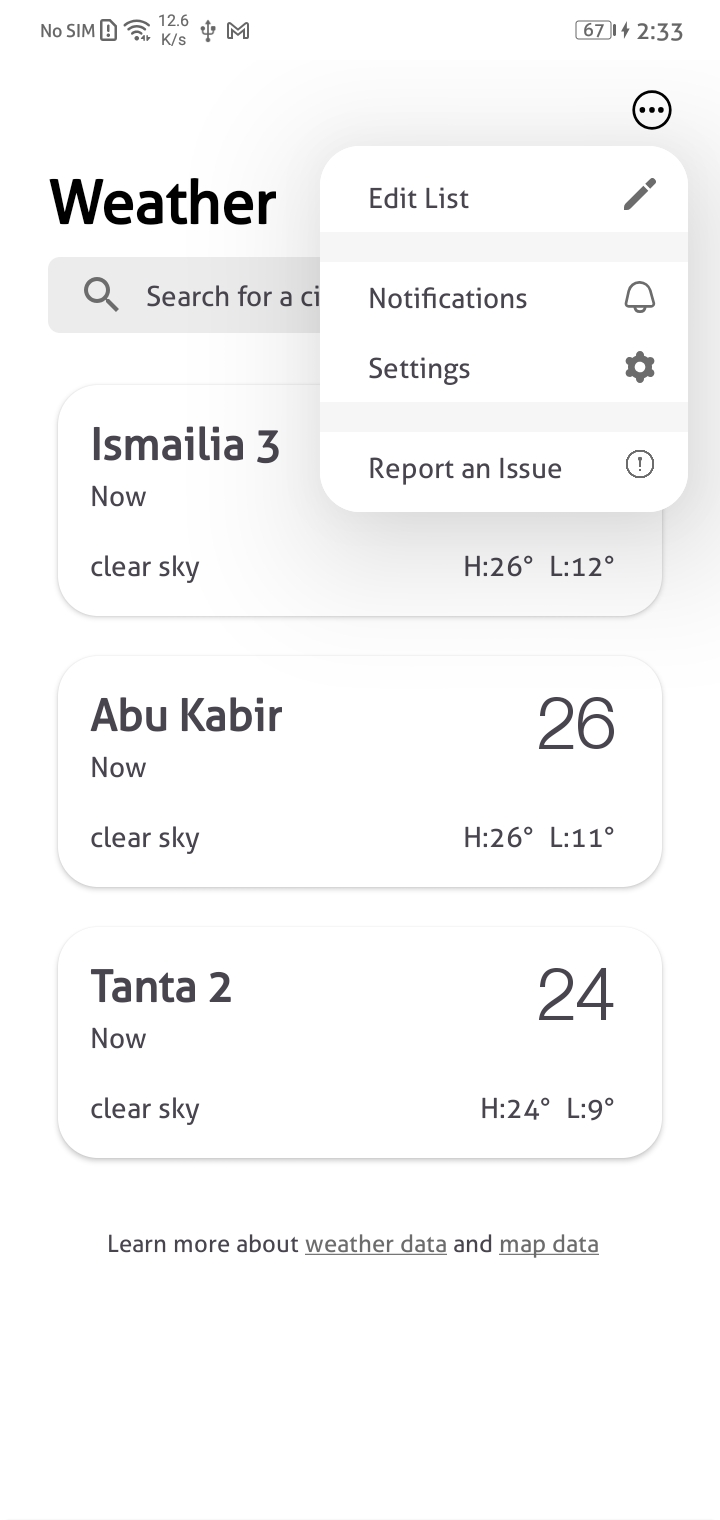 No SIM 12.6 K/s 67 2:33
Weather
Search for a ci
Edit List
Notifications
Settings
Report an Issue
Ismailia 3
Now
clear sky H:26° L:12°
Abu Kabir 26
Now
clear sky H:26° L:11°
Tanta 2 24
Now
clear sky H:24° L:9°
Learn more about weather data and map data